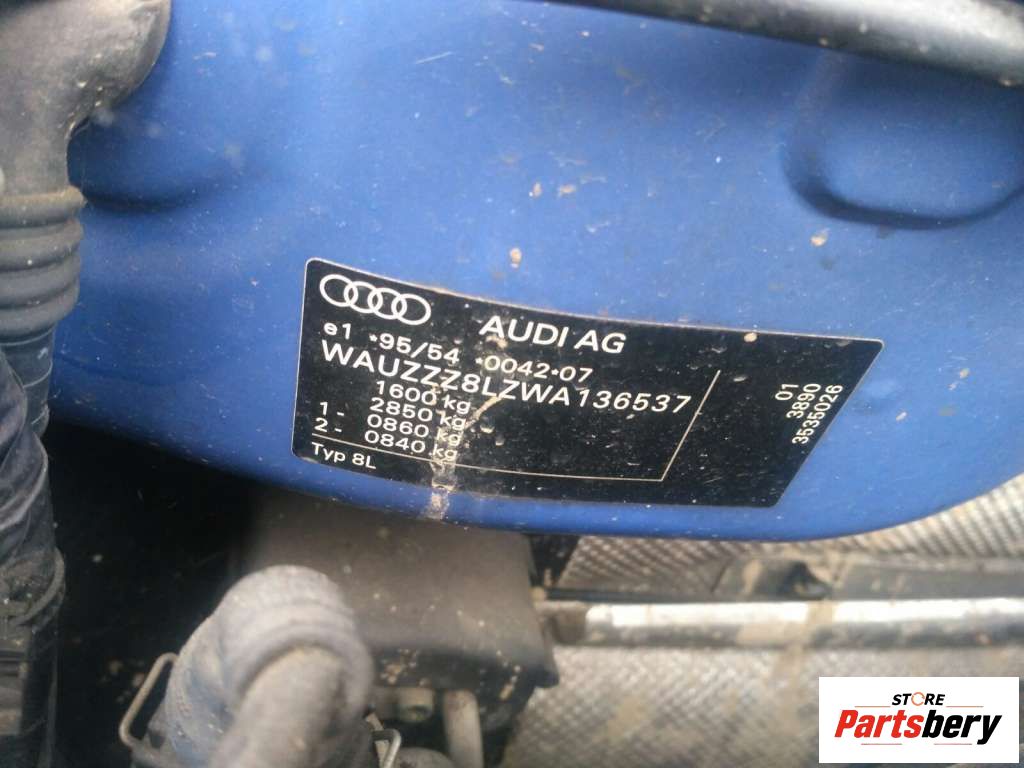 AUDI AG
e1 *95/54 *0042*07
WAUZZZ8LZWA136537
1600 kg
2850 kg
1- 0860 kg
2- 0840 kg
Typ 8L
01
3890
3535026
STORE
Partsbery